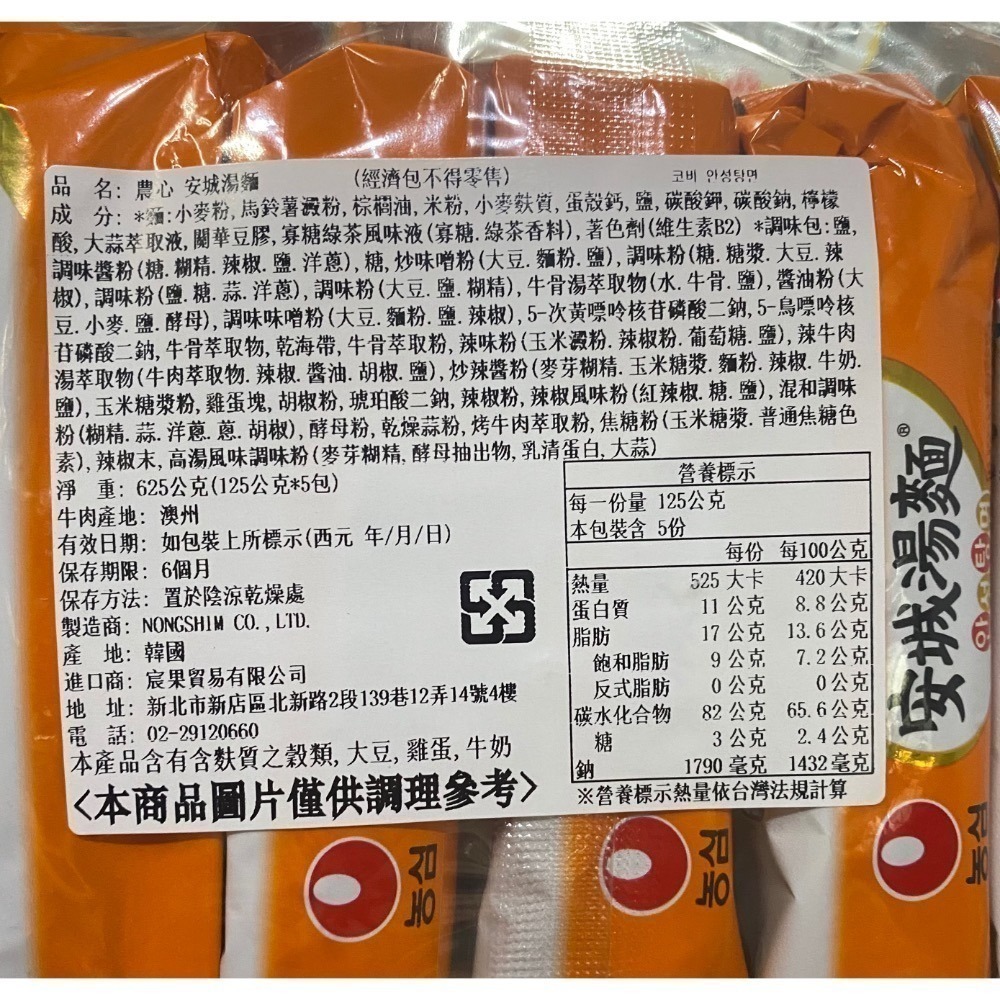 品 名: 農心 安城湯麵 (經濟包不得零售) 코비 안성탕면
成 分: *麵:小麥粉, 馬鈴薯澱粉, 棕櫚油, 米粉, 小麥麩質, 蛋殼鈣, 鹽, 碳酸鉀, 碳酸鈉, 檸檬
酸, 大蒜萃取液, 關華豆膠, 寡糖綠茶風味液(寡糖. 綠茶香料), 著色劑(維生素B2) *調味包:鹽,
調味醬粉(糖. 糊精. 辣椒. 鹽. 洋蔥), 糖, 炒味噌粉(大豆. 麵粉. 鹽), 調味粉(糖. 糖漿. 大豆. 辣
椒), 調味粉(鹽. 糖. 蒜. 洋蔥), 調味粉(大豆. 鹽. 糊精), 牛骨湯萃取物(水. 牛骨. 鹽), 醬油粉(大
豆. 小麥. 鹽. 酵母), 調味味噌粉(大豆. 麵粉. 鹽. 辣椒), 5-次黃嘌呤核苷磷酸二鈉, 5-鳥嘌呤核
苷磷酸二鈉, 牛骨萃取物, 乾海帶, 牛骨萃取粉, 辣味粉(玉米澱粉. 辣椒粉. 葡萄糖. 鹽), 辣牛肉
湯萃取物(牛肉萃取物. 辣椒. 醬油. 胡椒. 鹽), 炒辣醬粉(麥芽糊精. 玉米糖漿. 麵粉. 辣椒. 牛奶.
鹽), 玉米糖漿粉, 雞蛋塊, 胡椒粉, 琥珀酸二鈉, 辣椒粉, 辣椒風味粉(紅辣椒. 糖. 鹽), 混和調味
粉(糊精. 蒜. 洋蔥. 蔥. 胡椒), 酵母粉, 乾燥蒜粉, 烤牛肉萃取粉, 焦糖粉(玉米糖漿. 普通焦糖色
素), 辣椒末, 高湯風味調味粉(麥芽糊精, 酵母抽出物, 乳清蛋白, 大蒜)
淨 重: 625公克(125公克*5包)
牛肉產地: 澳州
有效日期: 如包裝上所標示(西元 年/月/日)
保存期限: 6個月
保存方法: 置於陰涼乾燥處
製造商: NONGSHIM CO., LTD.
產 地: 韓國
進口商: 宸果貿易有限公司
地 址: 新北市新店區北新路2段139巷12弄14號4樓
電 話: 02-29120660
本產品含有含麩質之穀類, 大豆, 雞蛋, 牛奶
<本商品圖片僅供調理參考>
營養標示
每一份量 125公克
本包裝含 5份
每份 每100公克
熱量 525 大卡 420 大卡
蛋白質 11 公克 8.8 公克
脂肪 17 公克 13.6 公克
飽和脂肪 9 公克 7.2 公克
反式脂肪 0 公克 0 公克
碳水化合物 82 公克 65.6 公克
糖 3 公克 2.4 公克
鈉 1790 毫克 1432 毫克
※營養標示熱量依台灣法規計算
安城湯麵®
안성탕면
농심
농심
농심